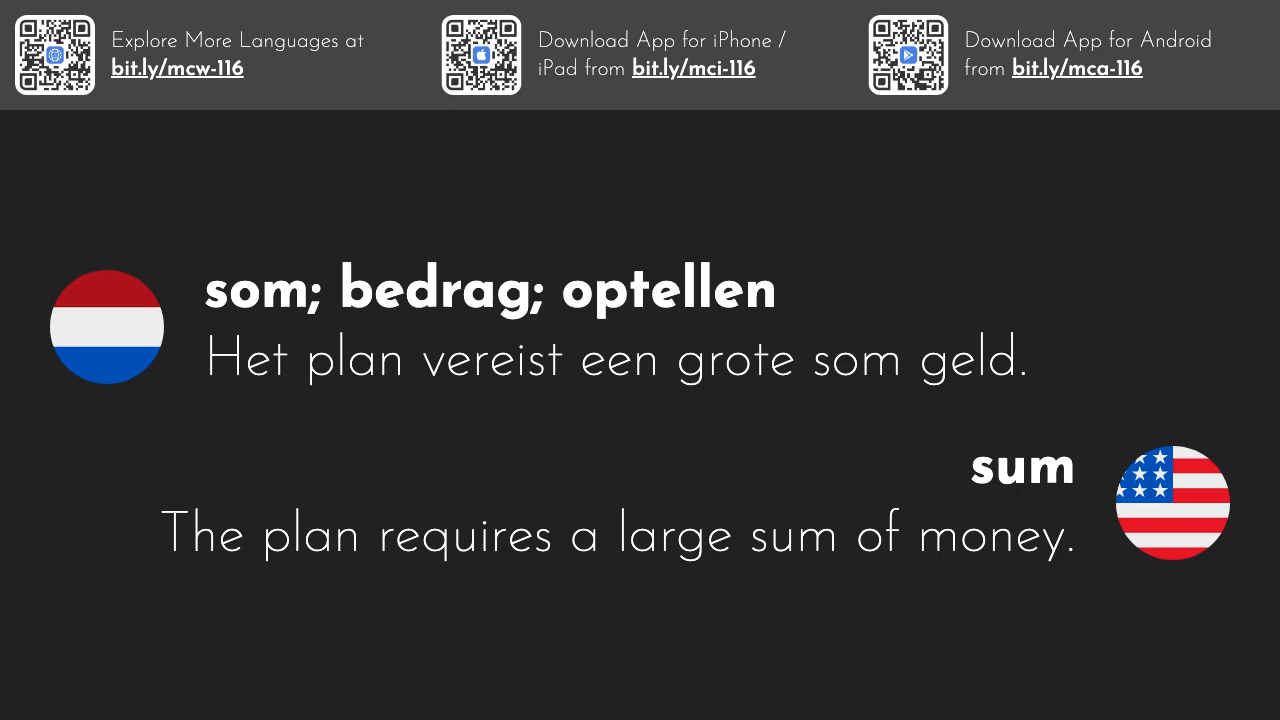 Explore More Languages at
bit.ly/mcw-116
Download App for iPhone /
iPad from bit.ly/mci-116
Download App for Android
from bit.ly/mca-116
som; bedrag; optellen
Het plan vereist een grote som geld.
sum
The plan requires a large sum of money.